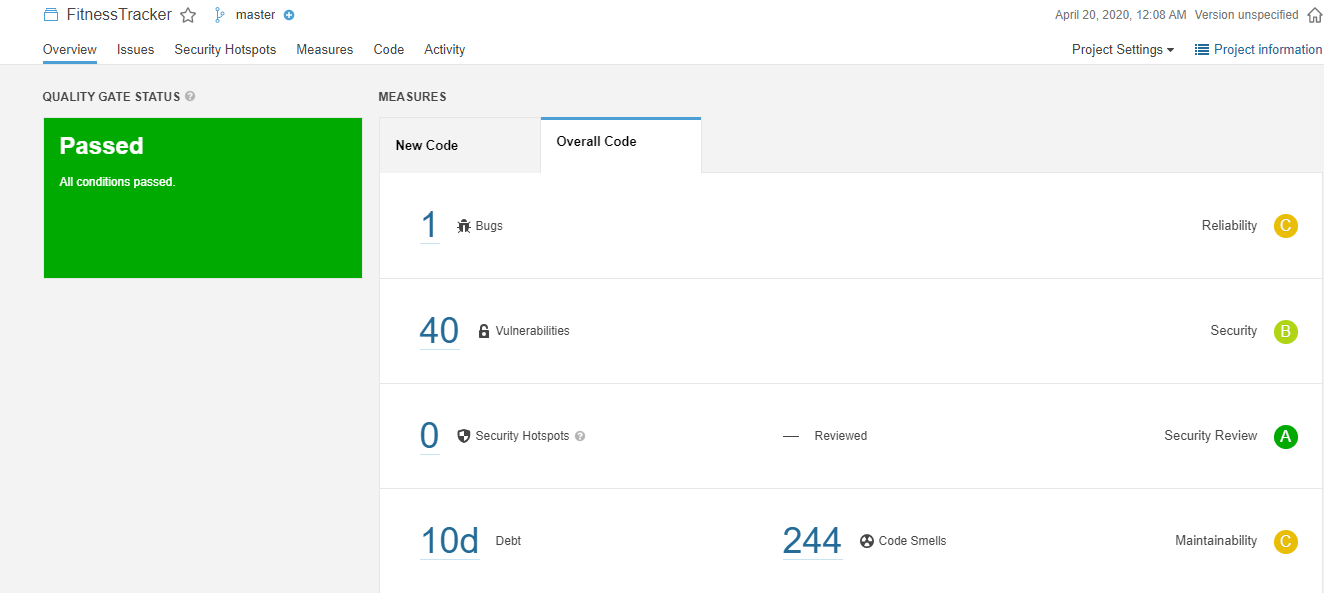 FitnessTracker master April 20, 2020, 12:08 AM Version unspecified
Overview Issues Security Hotspots Measures Code Activity Project Settings Project information
QUALITY GATE STATUS ?
Passed
All conditions passed.
MEASURES
New Code Overall Code
1 Bugs Reliability C
40 Vulnerabilities Security B
0 Security Hotspots ? — Reviewed Security Review A
10d Debt 244 Code Smells Maintainability C